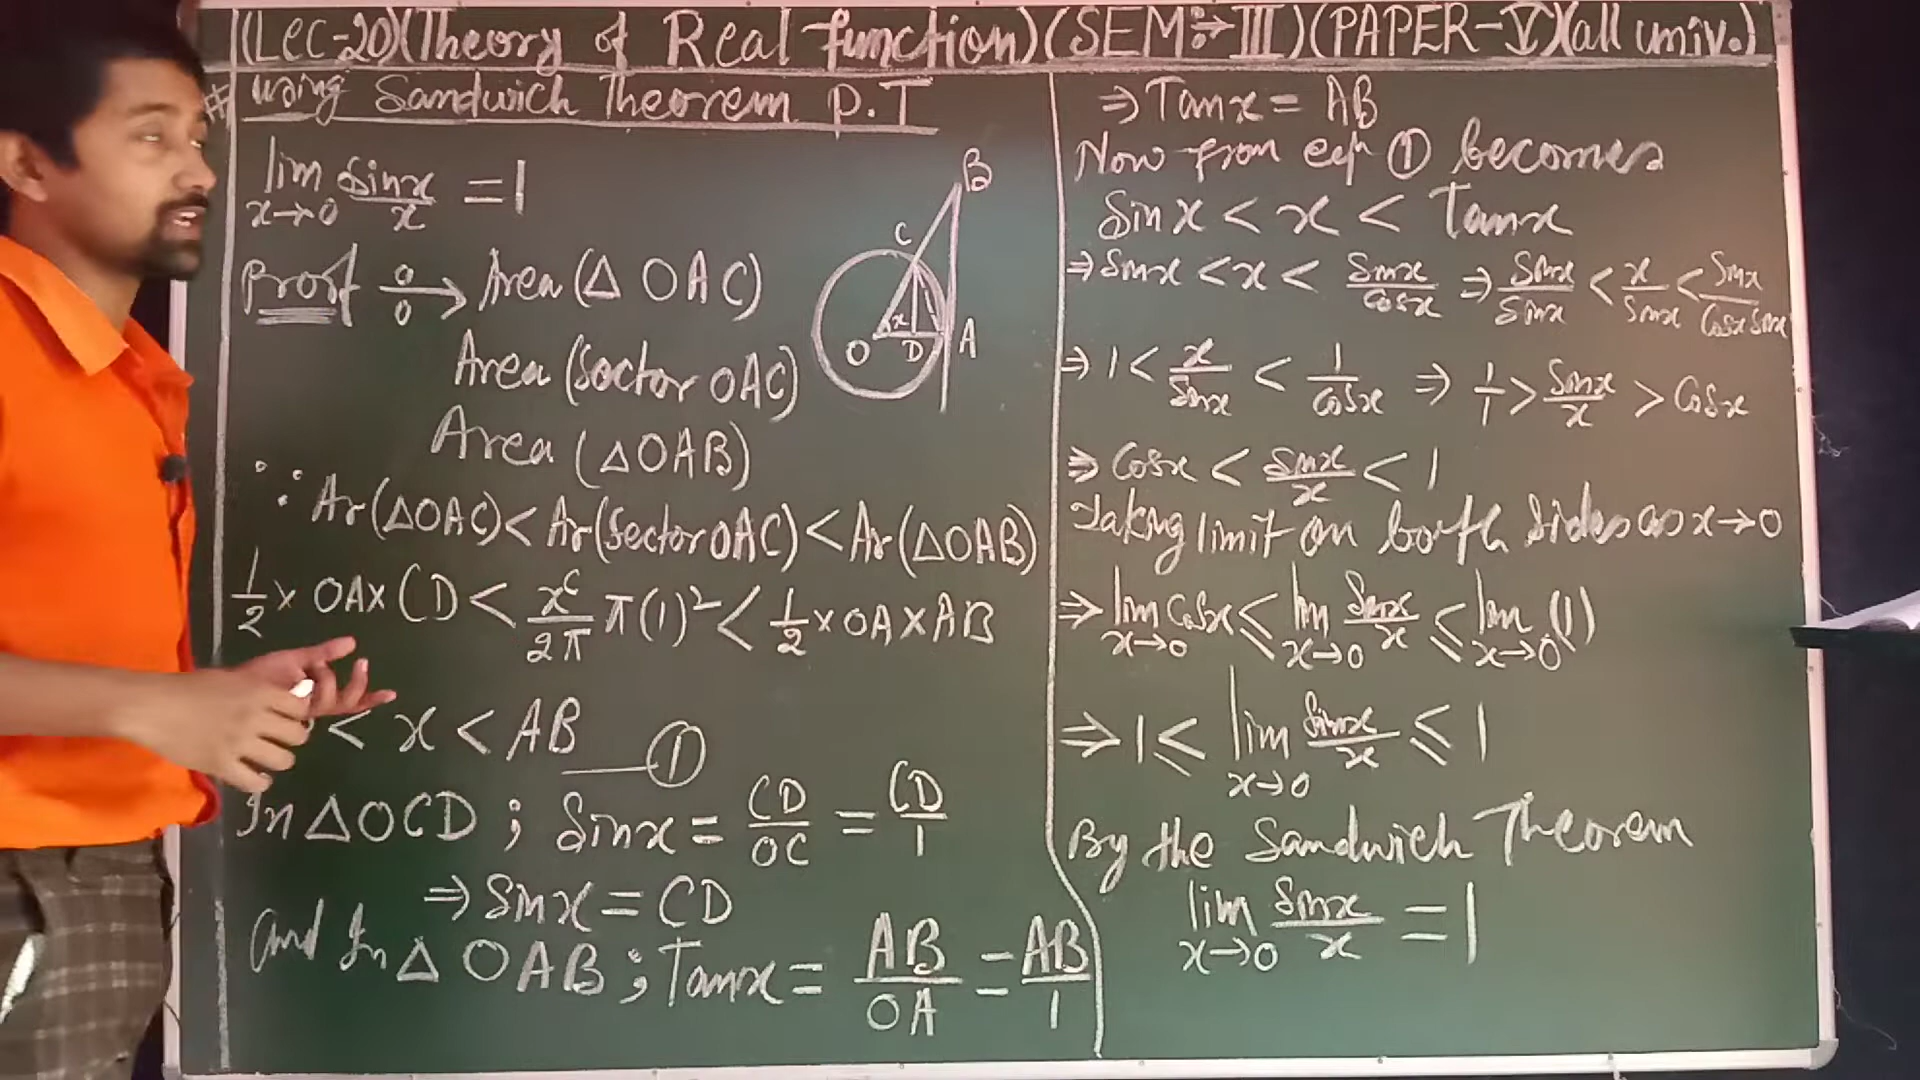 (Lec-20)(Theory of Real function)(SEM:→III)(PAPER-V)(all univ.)
# using Sandwich Theorem P.T
lim x→0 Sinx/x = 1
Proof :→ Area (△ OAC)
Area (Sector OAC)
Area (△OAB)
∵ Ar(△OAC) < Ar(Sector OAC) < Ar(△OAB)
1/2 × OA × CD < x^c/2π π(1)² < 1/2 × OA × AB
< x < AB —— ①
In △OCD ; Sinx = CD/OC = CD/1
⇒ Sinx = CD
and In △ OAB ; Tanx = AB/OA = AB/1
B
C
x
O
D
A
⇒ Tanx = AB
Now from eqn ① becomes
Sinx < x < Tanx
⇒ Sinx < x < Sinx/Cosx ⇒ Sinx/Sinx < x/Sinx < Sinx/Cosx Sinx
⇒ 1 < x/Sinx < 1/Cosx ⇒ 1/1 > Sinx/x > Cosx
⇒ Cosx < Sinx/x < 1
Taking limit on both sides as x→0
⇒ lim x→0 Cosx ≤ lim x→0 Sinx/x ≤ lim x→0 (1)
⇒ 1 ≤ lim x→0 Sinx/x ≤ 1
By the Sandwich Theorem
lim x→0 Sinx/x = 1